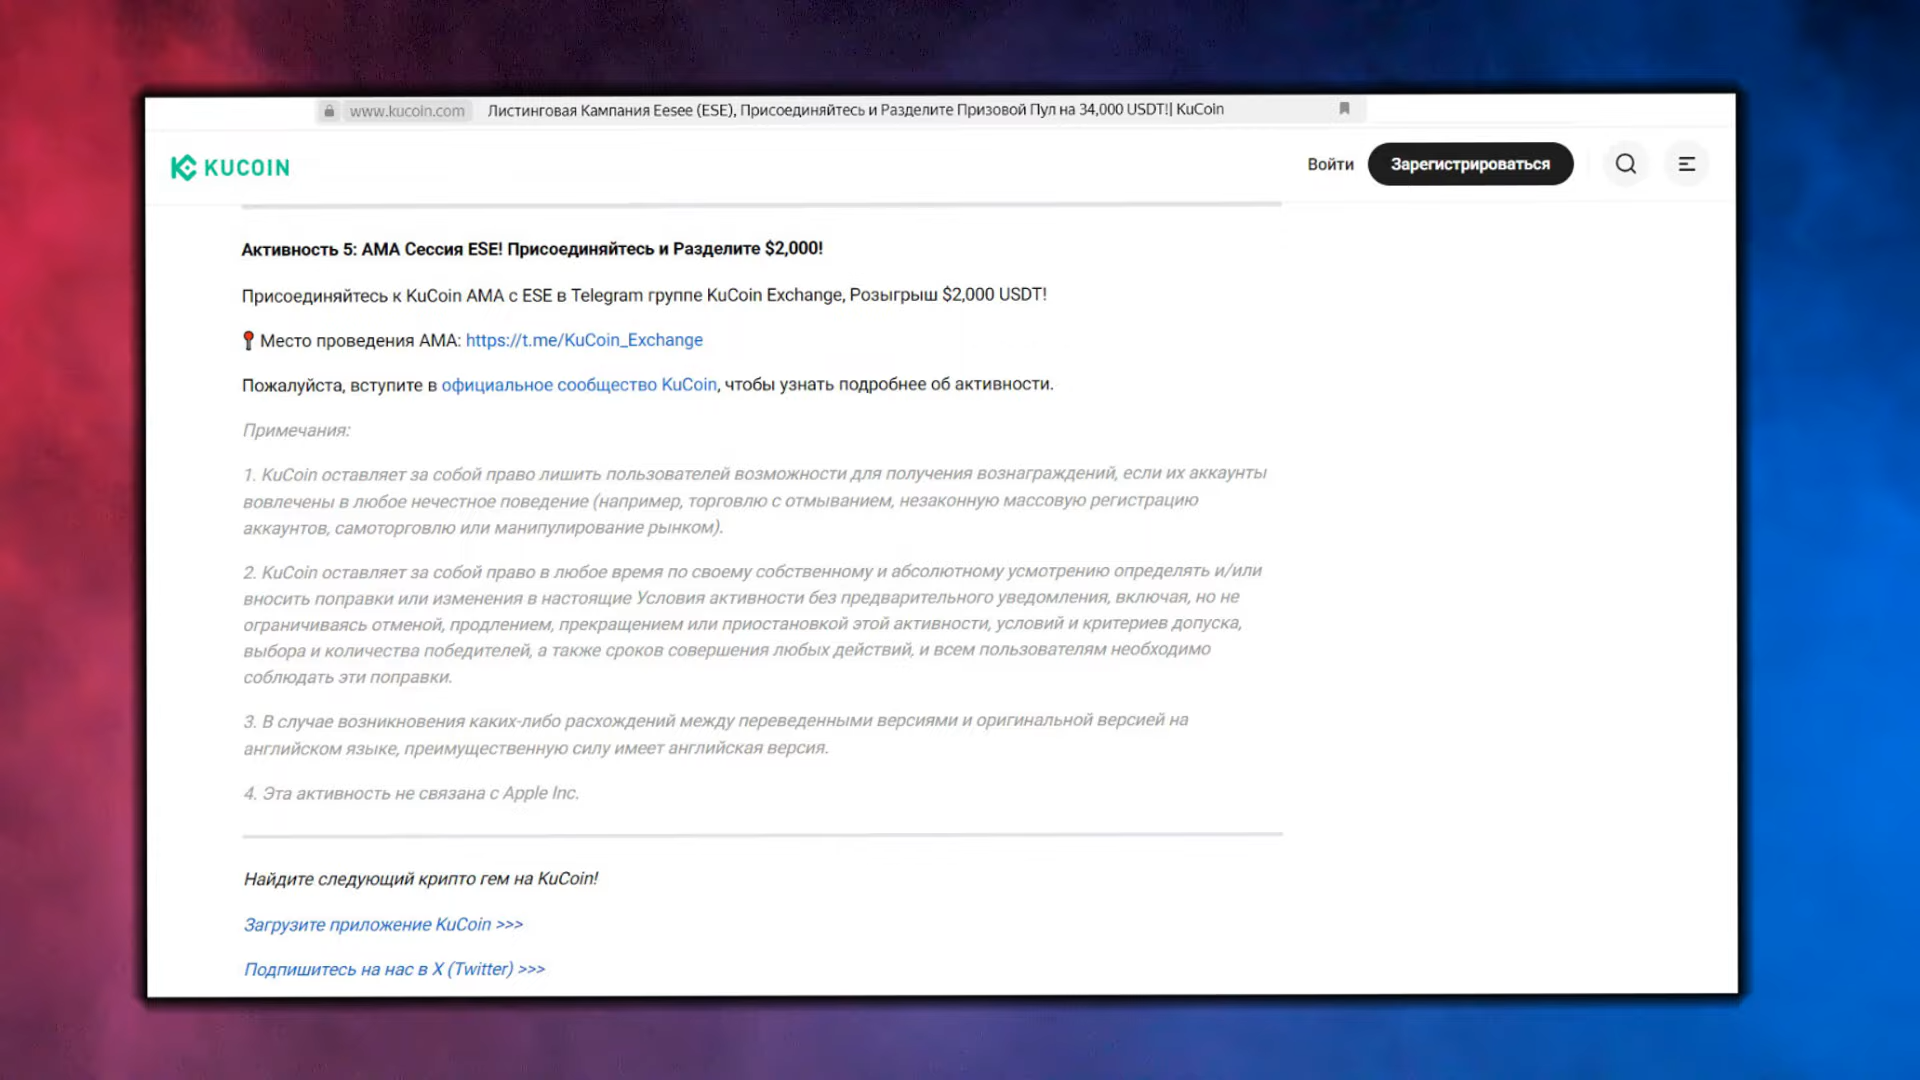 www.kucoin.com Листинговая Кампания Eesee (ESE), Присоединяйтесь и Разделите Призовой Пул на 34,000 USDT!| KuCoin
KUCOIN
Войти
Зарегистрироваться
Активность 5: АМА Сессия ESE! Присоединяйтесь и Разделите $2,000!
Присоединяйтесь к KuCoin AMA с ESE в Telegram группе KuCoin Exchange, Розыгрыш $2,000 USDT!
Место проведения АМА: https://t.me/KuCoin_Exchange
Пожалуйста, вступите в официальное сообщество KuCoin, чтобы узнать подробнее об активности.
Примечания:
1. KuCoin оставляет за собой право лишить пользователей возможности для получения вознаграждений, если их аккаунты
вовлечены в любое нечестное поведение (например, торговлю с отмыванием, незаконную массовую регистрацию
аккаунтов, самоторговлю или манипулирование рынком).
2. KuCoin оставляет за собой право в любое время по своему собственному и абсолютному усмотрению определять и/или
вносить поправки или изменения в настоящие Условия активности без предварительного уведомления, включая, но не
ограничиваясь отменой, продлением, прекращением или приостановкой этой активности, условий и критериев допуска,
выбора и количества победителей, а также сроков совершения любых действий, и всем пользователям необходимо
соблюдать эти поправки.
3. В случае возникновения каких-либо расхождений между переведенными версиями и оригинальной версией на
английском языке, преимущественную силу имеет английская версия.
4. Эта активность не связана с Apple Inc.
Найдите следующий крипто гем на KuCoin!
Загрузите приложение KuCoin >>>
Подпишитесь на нас в X (Twitter) >>>